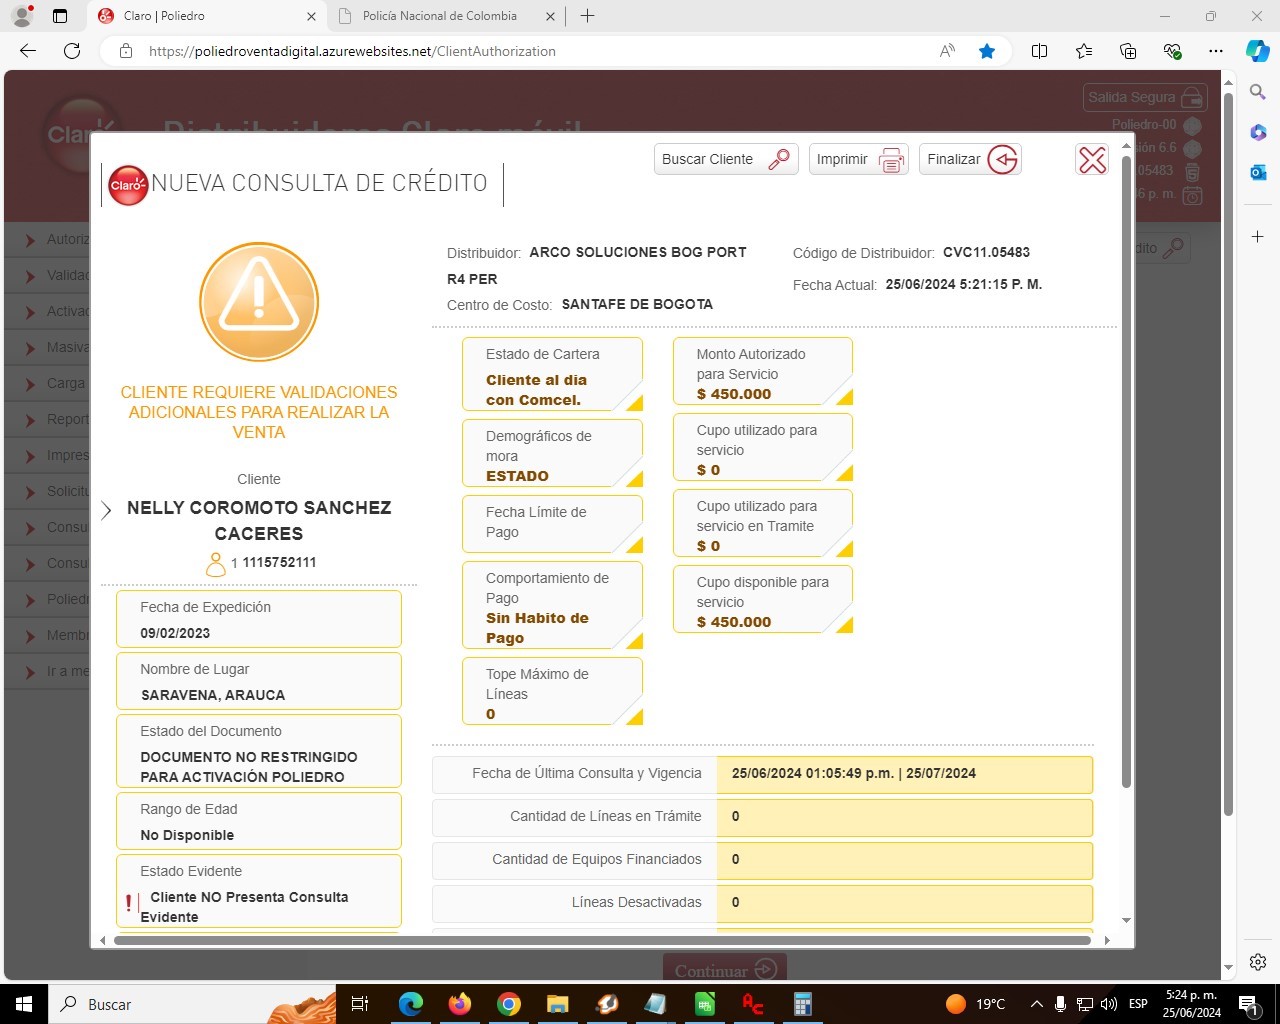 Claro | Poliedro
Policía Nacional de Colombia
https://poliedroventadigital.azurewebsites.net/ClientAuthorization
Salida Segura
Poliedro-00
sión 6.6
.05483
p. m.
Buscar Cliente
Imprimir
Finalizar
Claro
NUEVA CONSULTA DE CRÉDITO
Distribuidor: ARCO SOLUCIONES BOG PORT
R4 PER
Centro de Costo: SANTAFE DE BOGOTA
Código de Distribuidor: CVC11.05483
Fecha Actual: 25/06/2024 5:21:15 P. M.
CLIENTE REQUIERE VALIDACIONES
ADICIONALES PARA REALIZAR LA
VENTA
Cliente
NELLY COROMOTO SANCHEZ
CACERES
1 1115752111
Fecha de Expedición
09/02/2023
Nombre de Lugar
SARAVENA, ARAUCA
Estado del Documento
DOCUMENTO NO RESTRINGIDO
PARA ACTIVACIÓN POLIEDRO
Rango de Edad
No Disponible
Estado Evidente
Cliente NO Presenta Consulta
Evidente
Estado de Cartera
Cliente al día
con Comcel.
Demográficos de
mora
ESTADO
Fecha Límite de
Pago
Comportamiento de
Pago
Sin Habito de
Pago
Tope Máximo de
Líneas
0
Monto Autorizado
para Servicio
$ 450.000
Cupo utilizado para
servicio
$ 0
Cupo utilizado para
servicio en Tramite
$ 0
Cupo disponible para
servicio
$ 450.000
Fecha de Última Consulta y Vigencia 25/06/2024 01:05:49 p.m. | 25/07/2024
Cantidad de Líneas en Trámite 0
Cantidad de Equipos Financiados 0
Líneas Desactivadas 0
Autoriz
Valida
Activa
Masiva
Carga
Report
Impres
Solicitu
Consu
Consu
Poliedr
Memb
Ir a me
dito
Continuar
Buscar
19°C
ESP
5:24 p. m.
25/06/2024
1